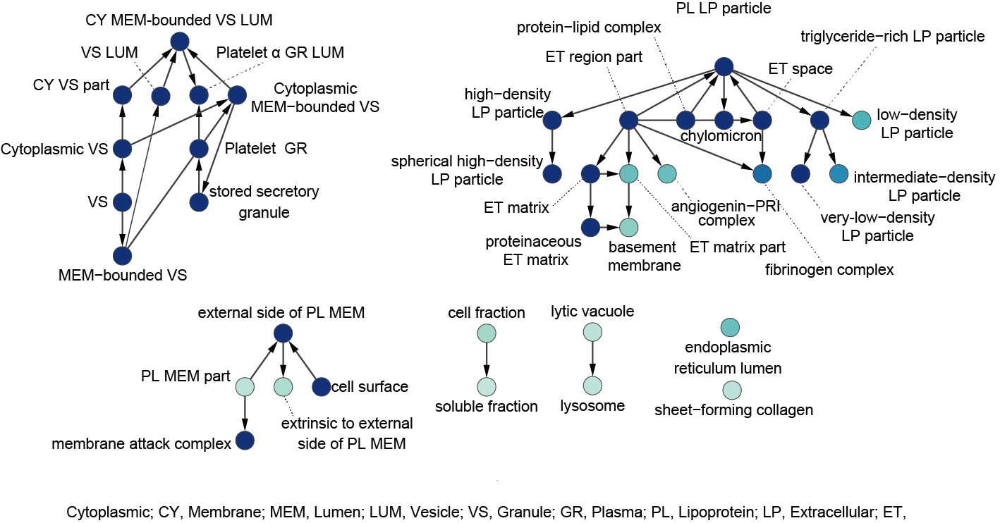 CY MEM-bounded VS LUM
VS LUM
Platelet α GR LUM
CY VS part
Cytoplasmic
MEM−bounded VS
Cytoplasmic VS
Platelet GR
VS
stored secretory
granule
MEM−bounded VS
PL LP particle
protein−lipid complex
triglyceride−rich LP particle
ET region part
ET space
high−density
LP particle
chylomicron
low−density
LP particle
spherical high−density
LP particle
intermediate−density
LP particle
ET matrix
angiogenin−PRI
complex
very-low−density
LP particle
proteinaceous
ET matrix
basement
membrane
ET matrix part
fibrinogen complex
external side of PL MEM
PL MEM part
cell surface
extrinsic to external
side of PL MEM
membrane attack complex
cell fraction
soluble fraction
lytic vacuole
lysosome
endoplasmic
reticulum lumen
sheet−forming collagen
Cytoplasmic; CY, Membrane; MEM, Lumen; LUM, Vesicle; VS, Granule; GR, Plasma; PL, Lipoprotein; LP, Extracellular; ET,